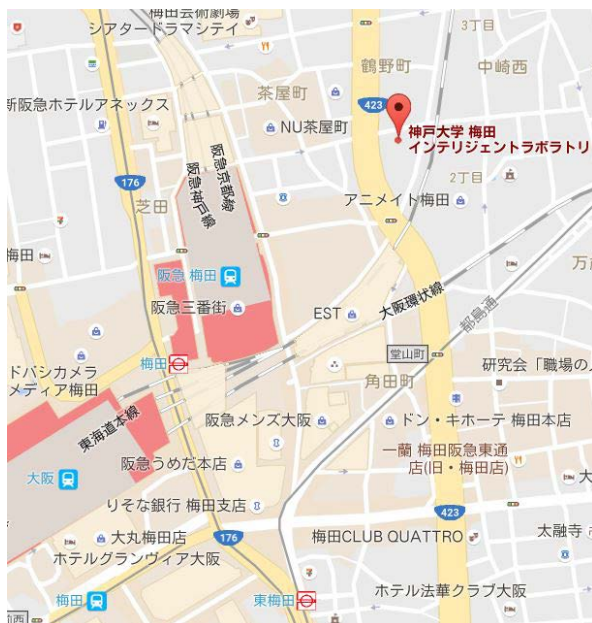 梅田芸術劇場
シアタードラマシティ
3丁目
鶴野町
中崎西
茶屋町
新阪急ホテルアネックス
423
NU茶屋町
神戸大学 梅田
インテリジェントラボラトリ
阪急京都線
阪急神戸線
176
2丁目
芝田
アニメイト梅田
梅田
万
阪急 梅田
大阪環状線
都島通
阪急三番街
EST
堂山町
梅田
ドバシカメラ
メディア梅田
研究会「職場の人
角田町
東海道本線
阪急メンズ大阪
ドン・キホーテ 梅田本店
阪急うめだ本店
一蘭 梅田阪急東通
店(旧・梅田店)
大阪
大
りそな銀行 梅田支店
423
大丸梅田店
176
梅田CLUB QUATTRO
太融寺
ホテルグランヴィア大阪
ホテル法華クラブ大阪
梅田
東梅田